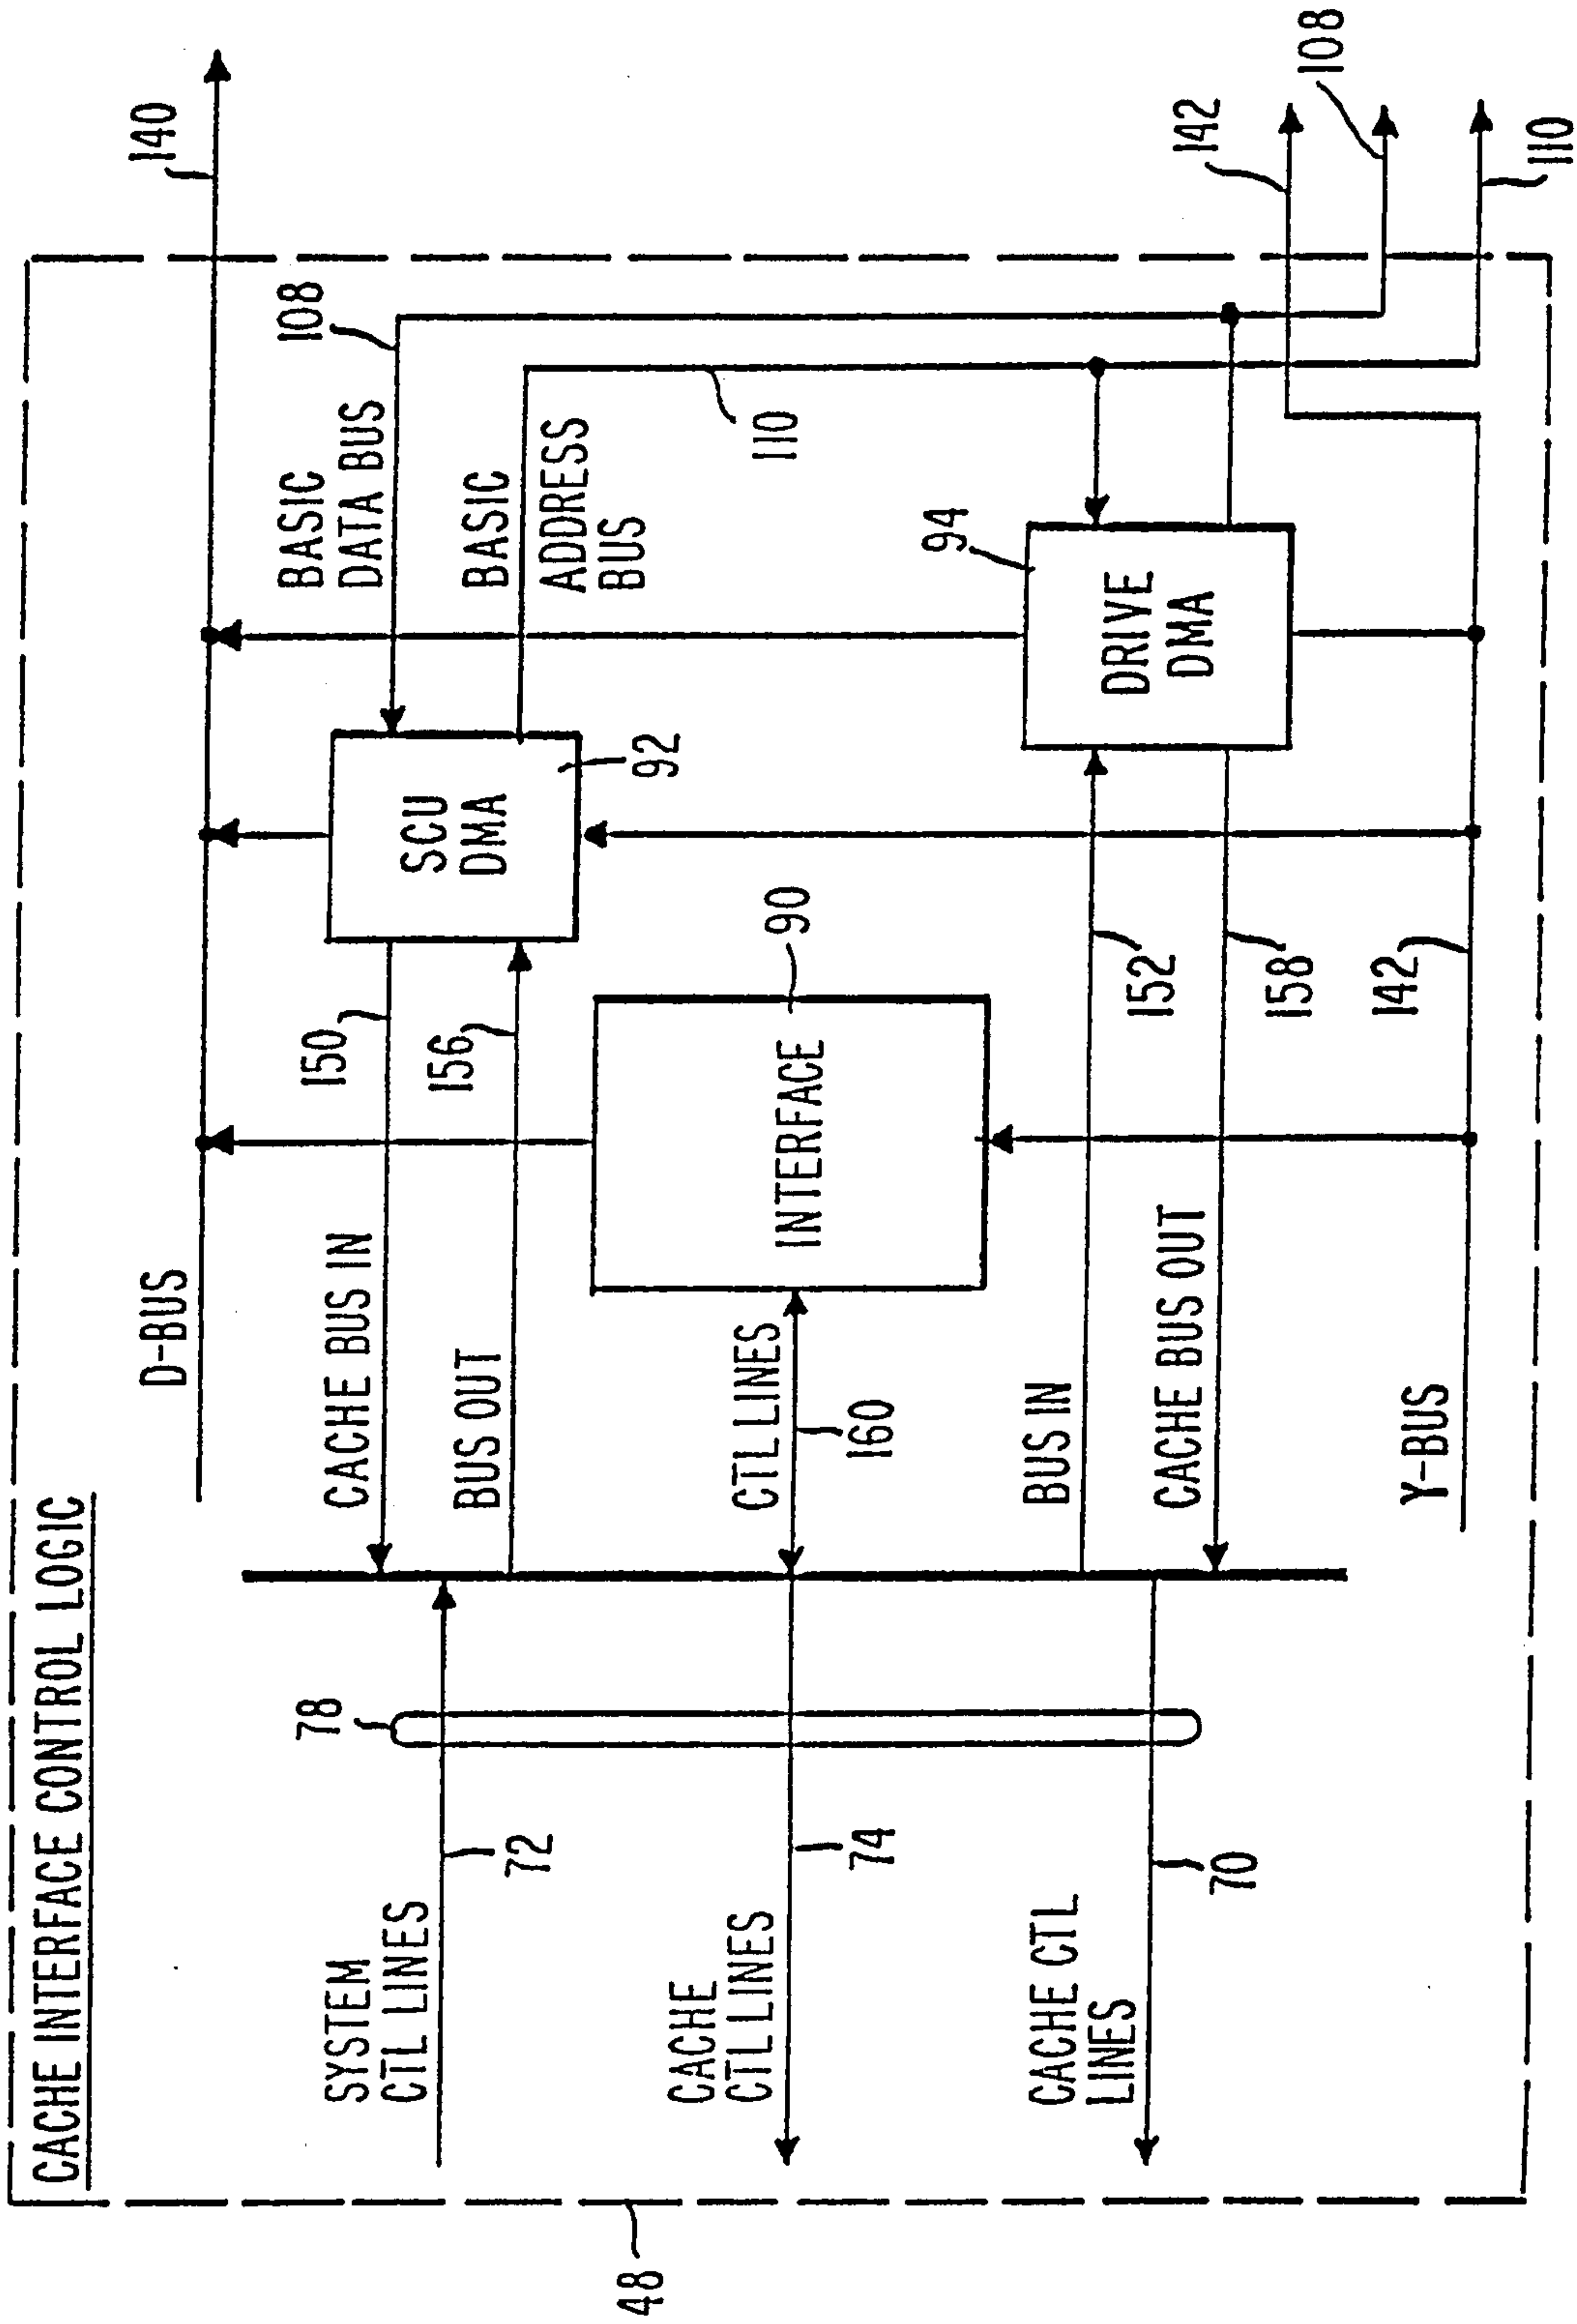 CACHE INTERFACE CONTROL LOGIC
48
SYSTEM
CTL LINES
72
78
CACHE
CTL LINES
74
CACHE CTL
LINES
70
D-BUS
140
CACHE BUS IN
150
BUS OUT
156
CTL LINES
160
INTERFACE
90
SCU
DMA
92
BASIC
DATA BUS
108
BASIC
ADDRESS
BUS
110
BUS IN
152
CACHE BUS OUT
158
DRIVE
DMA
94
Y-BUS
142
142
108
110